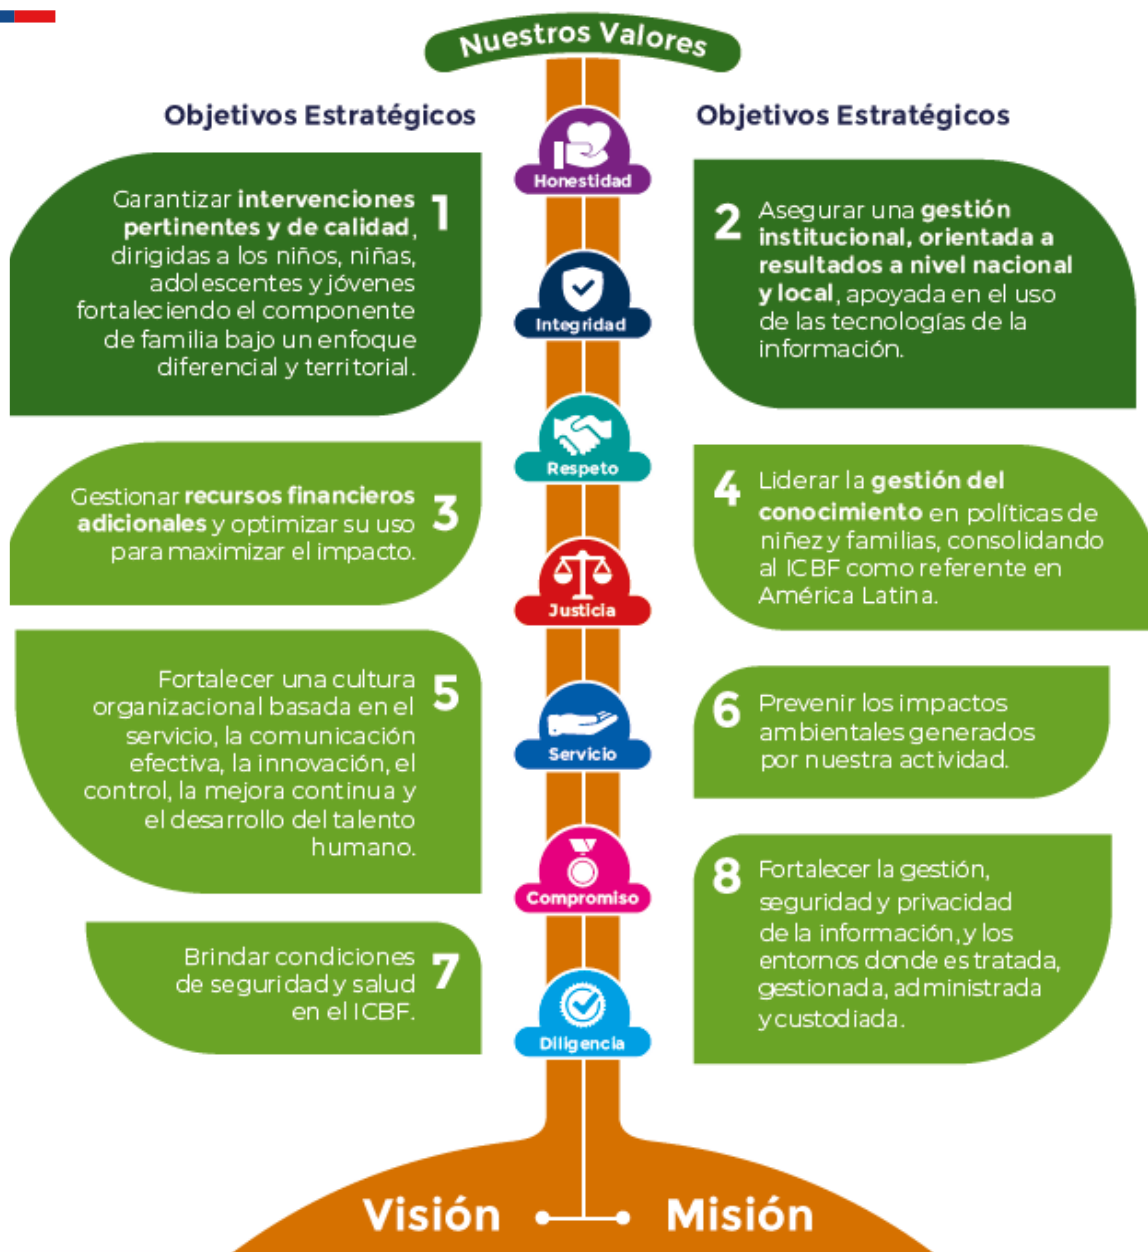 Nuestros Valores
Objetivos Estratégicos
Objetivos Estratégicos
Honestidad
1
Garantizar intervenciones
pertinentes y de calidad,
dirigidas a los niños, niñas,
adolescentes y jóvenes
fortaleciendo el componente
de familia bajo un enfoque
diferencial y territorial.
2
Asegurar una gestión
institucional, orientada a
resultados a nivel nacional
y local, apoyada en el uso
de las tecnologías de la
información.
Integridad
Respeto
Gestionar recursos financieros
adicionales y optimizar su uso
para maximizar el impacto.
3
4
Liderar la gestión del
conocimiento en políticas de
niñez y familias, consolidando
al ICBF como referente en
América Latina.
Justicia
Fortalecer una cultura
organizacional basada en el
servicio, la comunicación
efectiva, la innovación, el
control, la mejora continua y
el desarrollo del talento
humano.
5
6
Prevenir los impactos
ambientales generados
por nuestra actividad.
Servicio
Compromiso
Brindar condiciones
de seguridad y salud
en el ICBF.
7
8
Fortalecer la gestión,
seguridad y privacidad
de la información, y los
entornos donde es tratada,
gestionada, administrada
y custodiada.
Diligencia
Visión
Misión